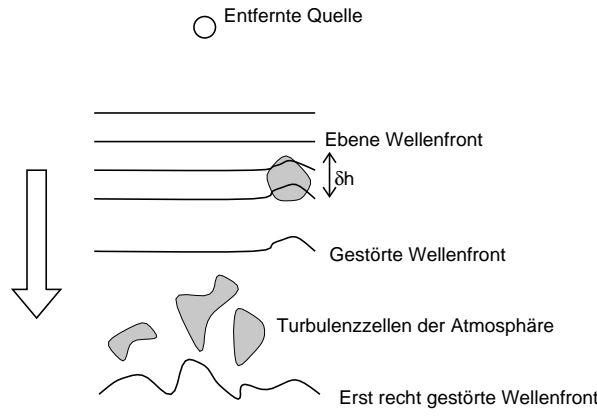 Entfernte Quelle
Ebene Wellenfront
δh
Gestörte Wellenfront
Turbulenzzellen der Atmosphäre
Erst recht gestörte Wellenfront